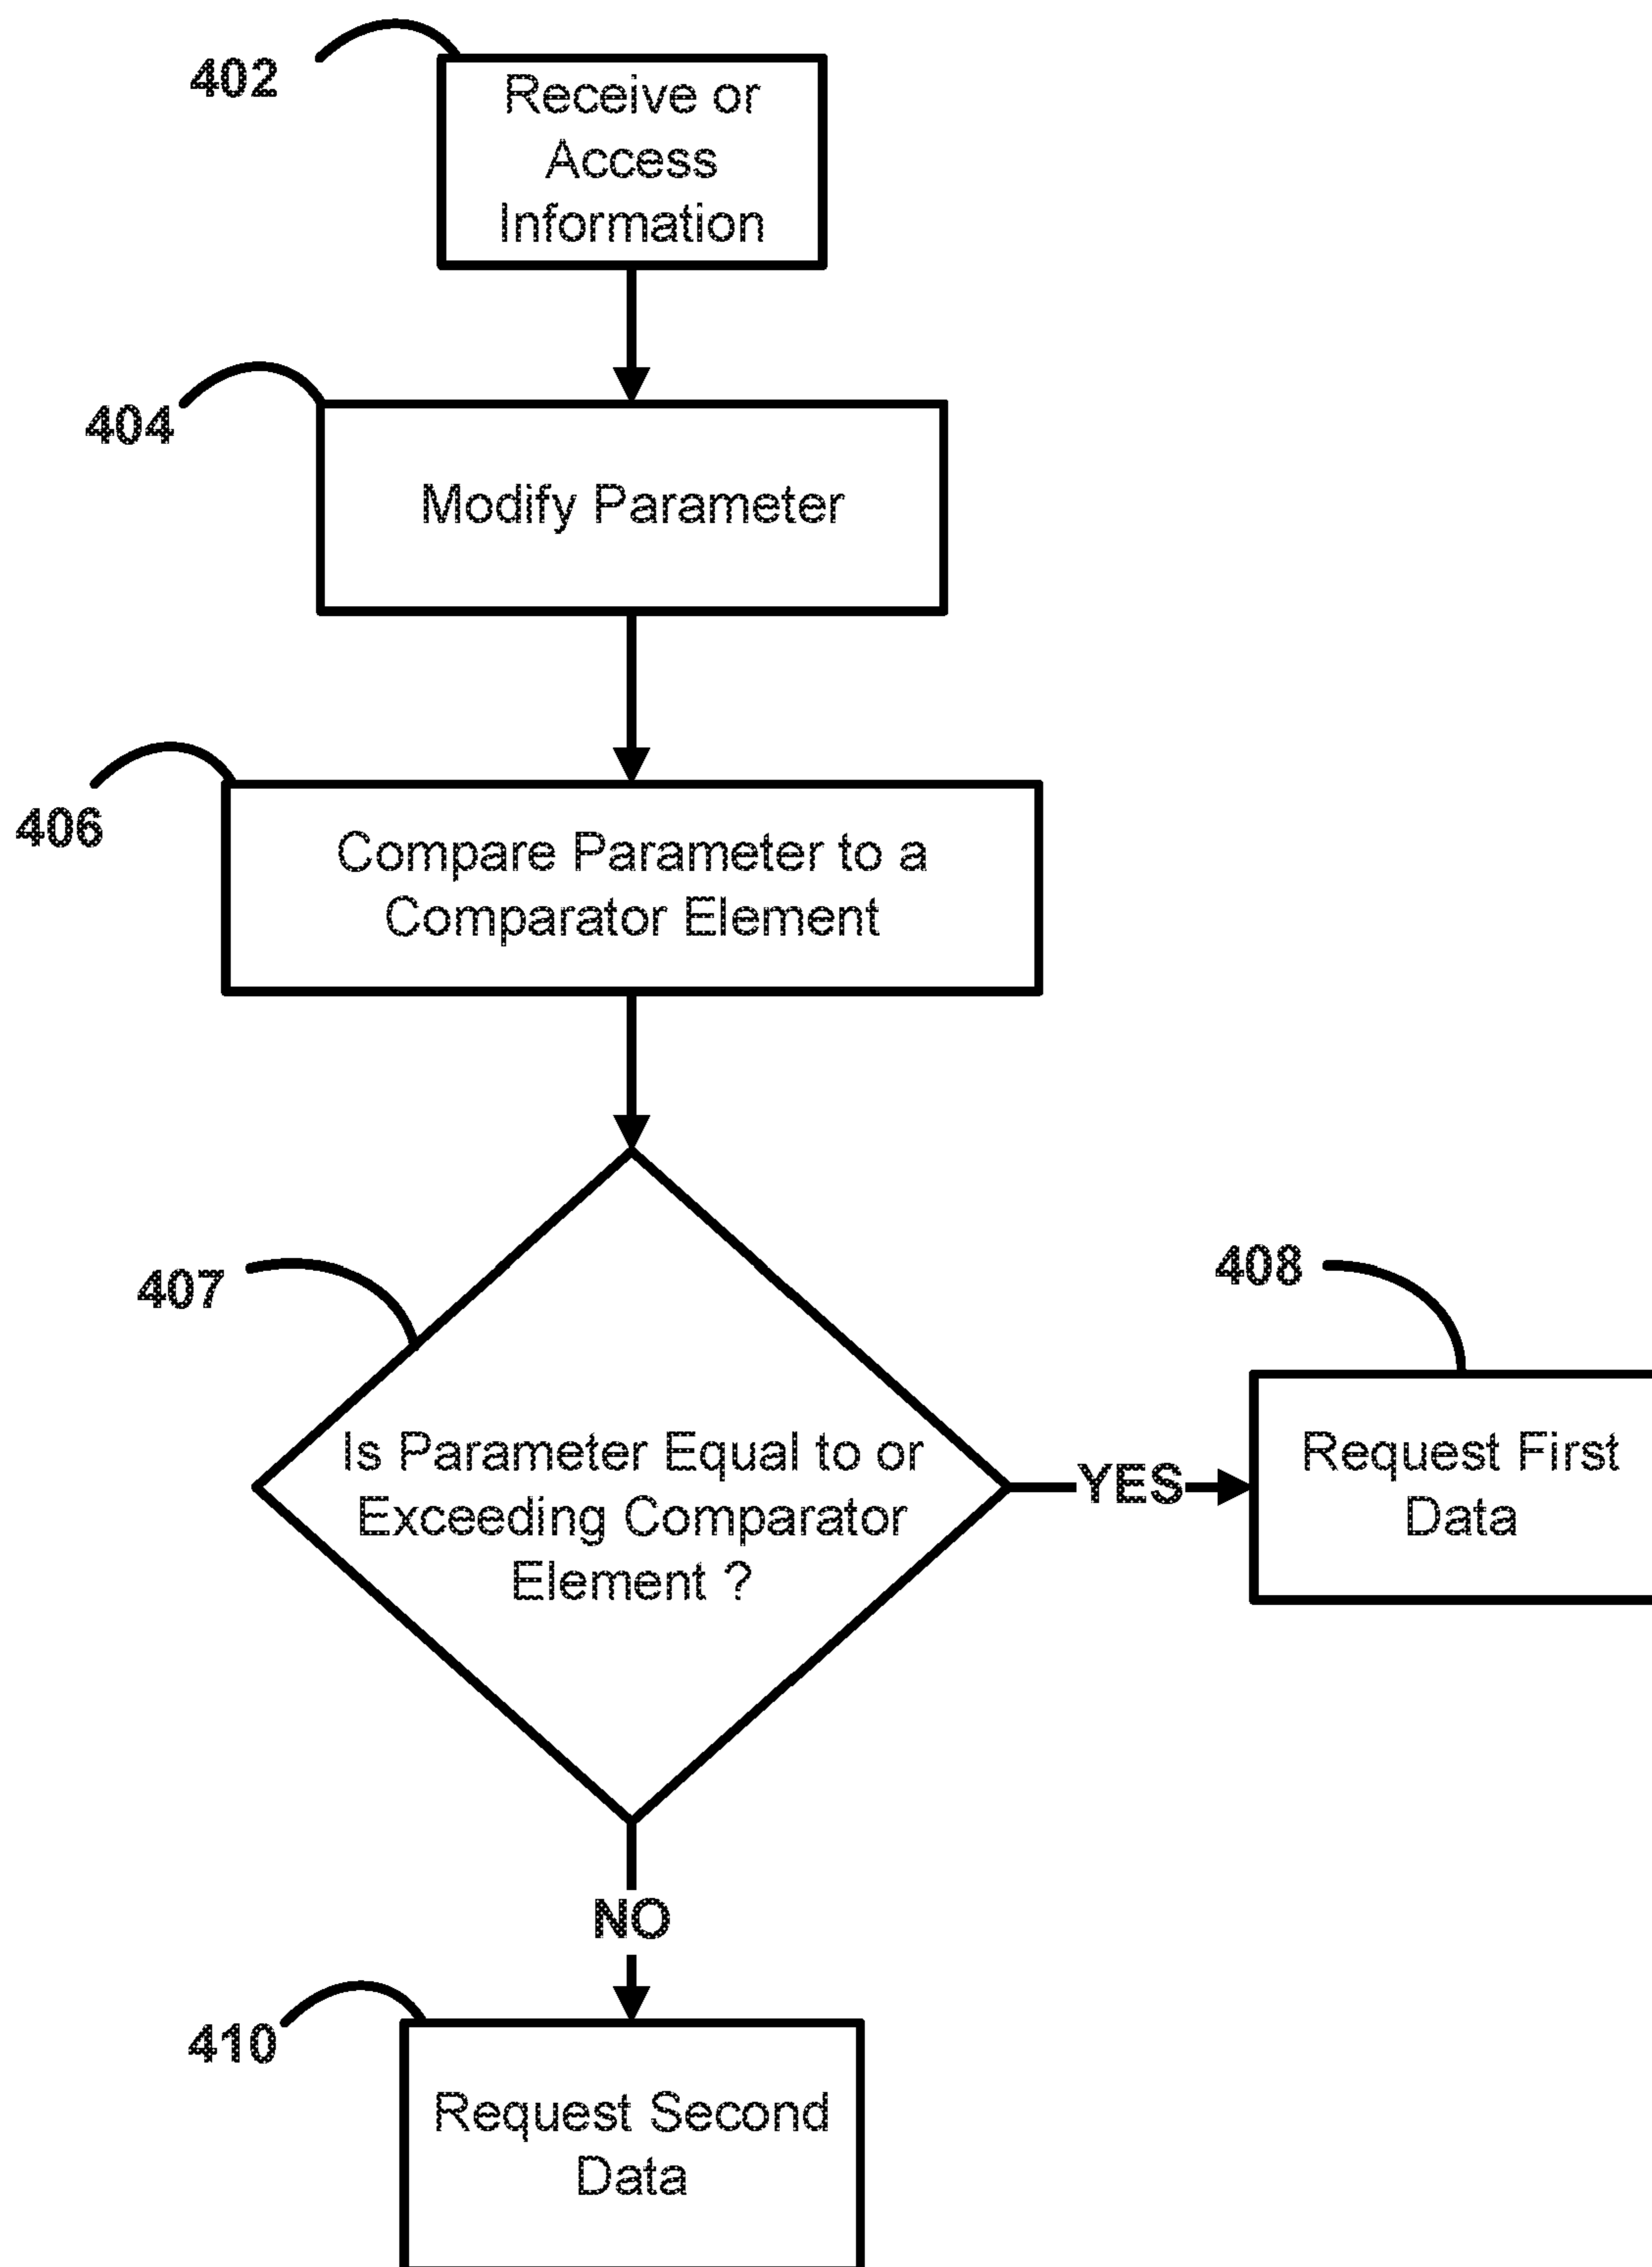 402
Receive or
Access
Information
404
Modify Parameter
406
Compare Parameter to a
Comparator Element
407
Is Parameter Equal to or
Exceeding Comparator
Element ?
YES
408
Request First
Data
NO
410
Request Second
Data